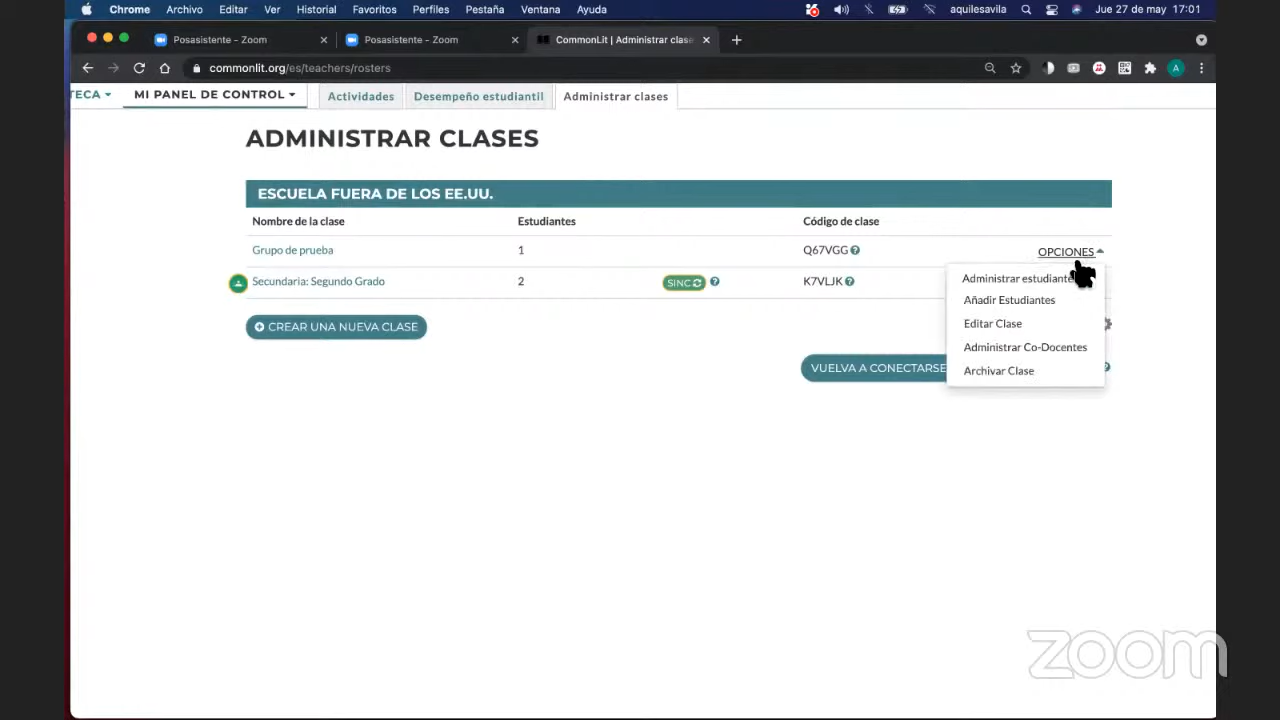 Chrome Archivo Editar Ver Historial Favoritos Perfiles Pestaña Ventana Ayuda aquilesavila Jue 27 de may 17:01
Posasistente - Zoom Posasistente - Zoom CommonLit | Administrar clase
commonlit.org/es/teachers/rosters A
TECA MI PANEL DE CONTROL Actividades Desempeño estudiantil Administrar clases
ADMINISTRAR CLASES
ESCUELA FUERA DE LOS EE.UU.
Nombre de la clase Estudiantes Código de clase
Grupo de prueba 1 Q67VGG OPCIONES
Secundaria: Segundo Grado 2 SINC K7VLJK
Administrar estudiante
Añadir Estudiantes
Editar Clase
Administrar Co-Docentes
Archivar Clase
CREAR UNA NUEVA CLASE
VUELVA A CONECTARSE
zoom